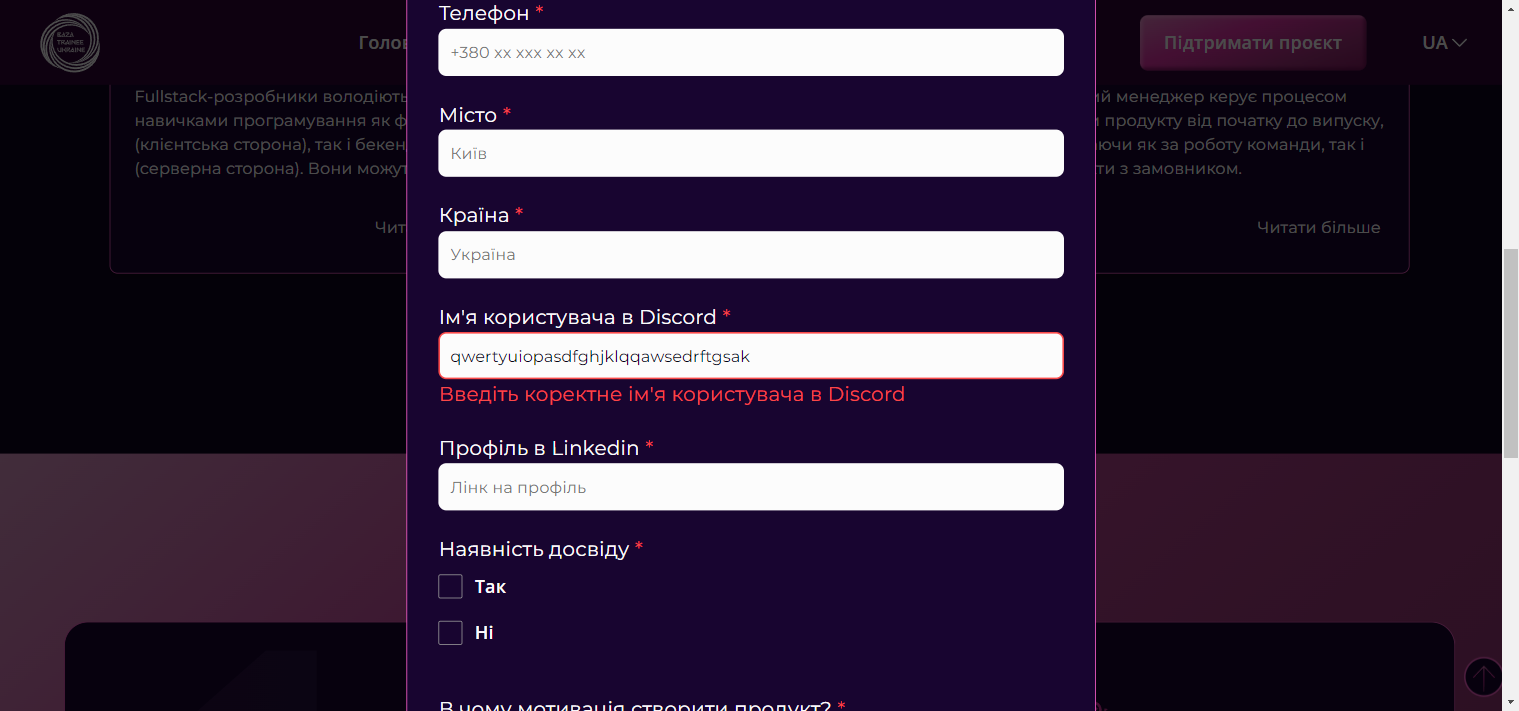 BAZA
TRAINEE
UKRAINE
Голов
Підтримати проєкт
UA
Fullstack-розробники володіють
навичками програмування як ф
(клієнтська сторона), так і бекен
(серверна сторона). Вони можут
Чит
Телефон *
+380 xx xxx xx xx
Місто *
Київ
Країна *
Україна
Ім'я користувача в Discord *
qwertyuiopasdfghjklqqawsedrftgsak
Введіть коректне ім'я користувача в Discord
Профіль в Linkedin *
Лінк на профіль
Наявність досвіду *
Так
Ні
В чому мотивація створити продукт? *
ий менеджер керує процесом
и продукту від початку до випуску,
ючи як за роботу команди, так і
ти з замовником.
Читати більше